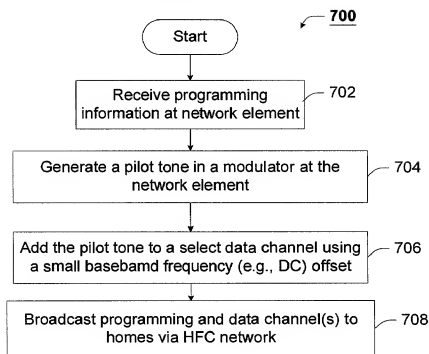 700
Start
Receive programming
information at network element
702
Generate a pilot tone in a modulator at the
network element
704
Add the pilot tone to a select data channel using
a small basebamd frequency (e.g., DC) offset
706
Broadcast programming and data channel(s) to
homes via HFC network
708